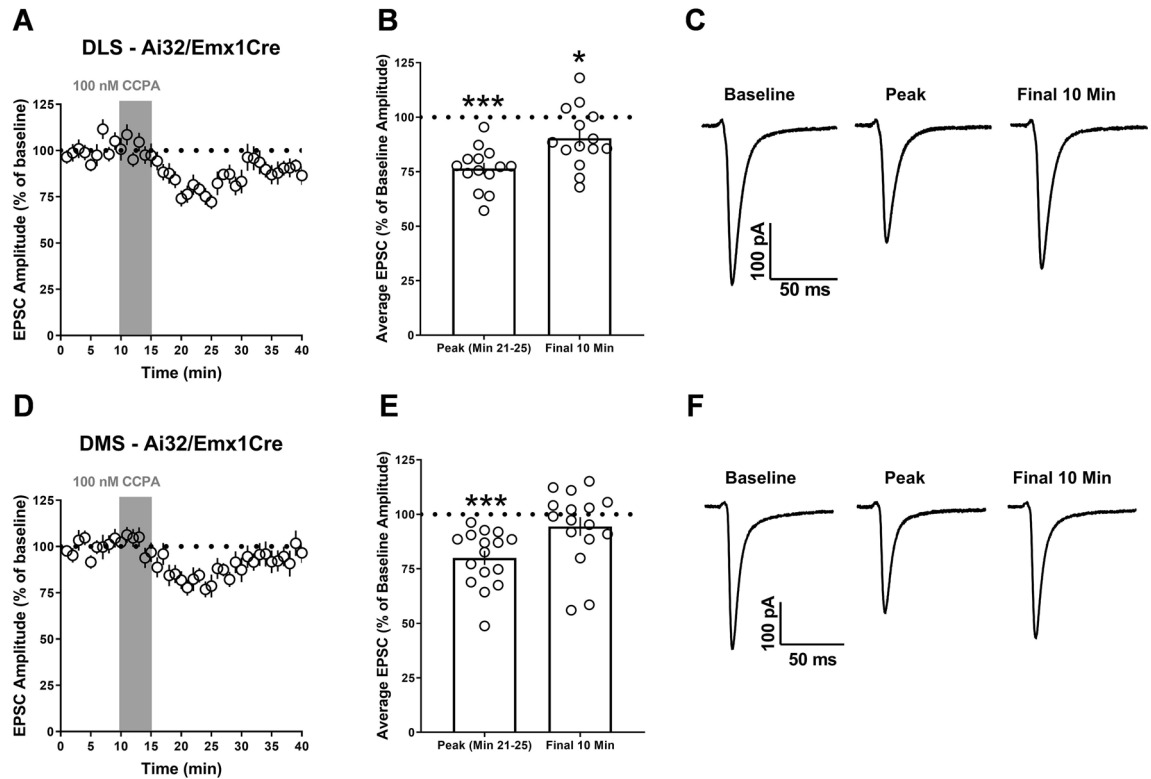 A
DLS - Ai32/Emx1Cre
100 nM CCPA
EPSC Amplitude (% of baseline)
125
100
75
50
25
0
0 5 10 15 20 25 30 35 40
Time (min)
B
Average EPSC (% of Baseline Amplitude)
125
100
75
50
25
0
***
*
Peak (Min 21-25) Final 10 Min
C
Baseline Peak Final 10 Min
100 pA
50 ms
D
DMS - Ai32/Emx1Cre
100 nM CCPA
EPSC Amplitude (% of baseline)
125
100
75
50
25
0
0 5 10 15 20 25 30 35 40
Time (min)
E
Average EPSC (% of Baseline Amplitude)
125
100
75
50
25
0
***
Peak (Min 21-25) Final 10 Min
F
Baseline Peak Final 10 Min
100 pA
50 ms